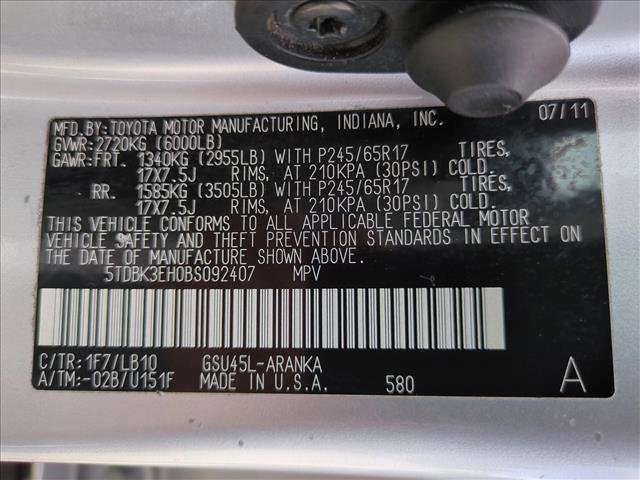 MFD.BY:TOYOTA MOTOR MANUFACTURING, INDIANA, INC. 07/11
GVWR:2720KG (6000LB)
GAWR:FRT. 1340KG (2955LB) WITH P245/65R17 TIRES,
17X7.5J RIMS, AT 210KPA (30PSI) COLD.
RR. 1585KG (3505LB) WITH P245/65R17 TIRES,
17X7.5J RIMS, AT 210KPA (30PSI) COLD.
THIS VEHICLE CONFORMS TO ALL APPLICABLE FEDERAL MOTOR
VEHICLE SAFETY AND THEFT PREVENTION STANDARDS IN EFFECT ON
THE DATE OF MANUFACTURE SHOWN ABOVE.
5TDBK3EH0BS092407 MPV
C/TR:1F7/LB10 GSU45L-ARANKA
A/TM:-02B/U151F MADE IN U.S.A. 580 A